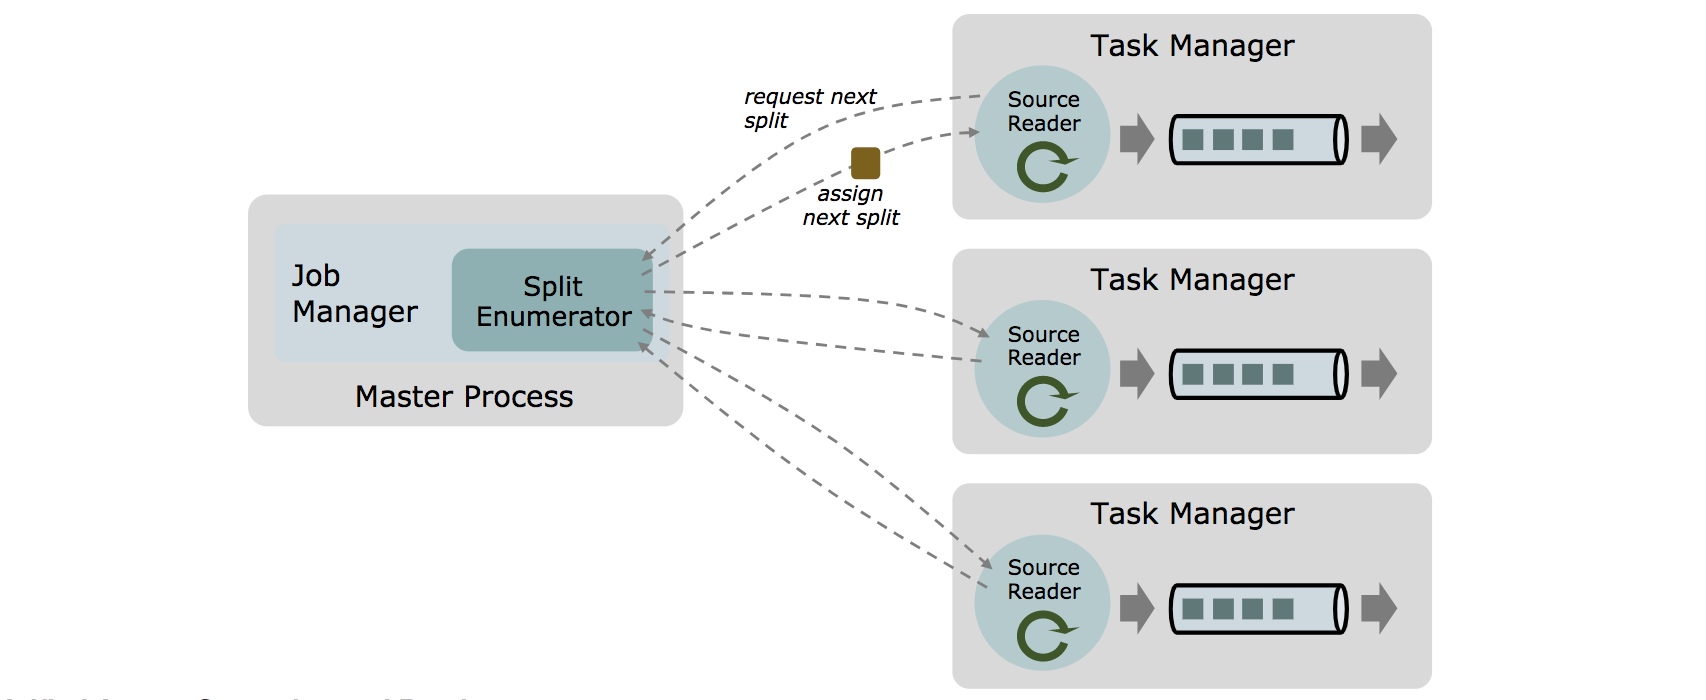 Task Manager
request next
split
Source
Reader
assign
next split
Job
Manager
Split
Enumerator
Master Process
Task Manager
Source
Reader
Task Manager
Source
Reader